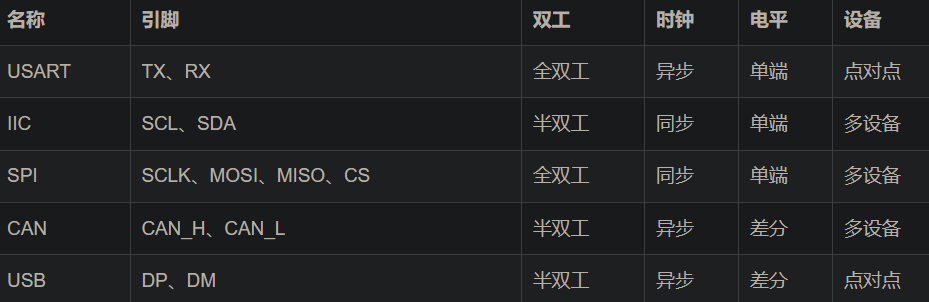 名称 引脚 双工 时钟 电平 设备
USART TX、RX 全双工 异步 单端 点对点
IIC SCL、SDA 半双工 同步 单端 多设备
SPI SCLK、MOSI、MISO、CS 全双工 同步 单端 多设备
CAN CAN_H、CAN_L 半双工 异步 差分 多设备
USB DP、DM 半双工 异步 差分 点对点